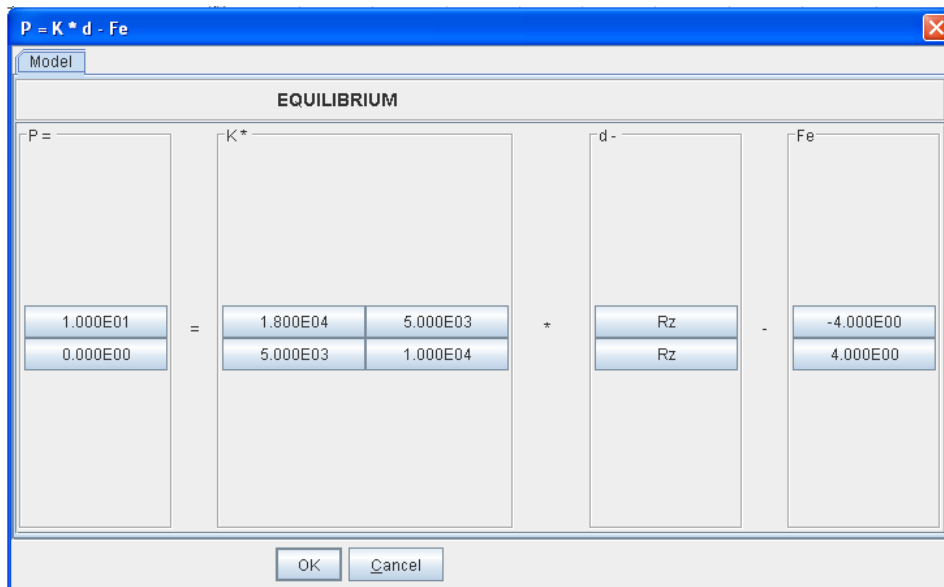 P = K * d - Fe
Model
EQUILIBRIUM
P = K * d - Fe
1.000E01 = 1.800E04 5.000E03 * Rz - -4.000E00
0.000E00 5.000E03 1.000E04 Rz 4.000E00
OK Cancel